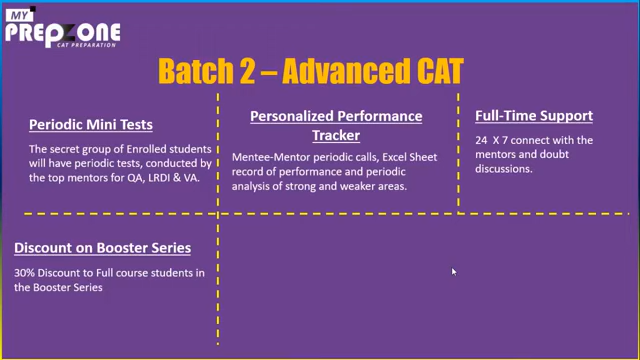 MY
PREPZONE
CAT PREPARATION
Batch 2 – Advanced CAT
Periodic Mini Tests
The secret group of Enrolled students
will have periodic tests, conducted by
the top mentors for QA, LRDI & VA.
Personalized Performance
Tracker
Mentee-Mentor periodic calls, Excel Sheet
record of performance and periodic
analysis of strong and weaker areas.
Full-Time Support
24 X 7 connect with the
mentors and doubt
discussions.
Discount on Booster Series
30% Discount to Full course students in
the Booster Series